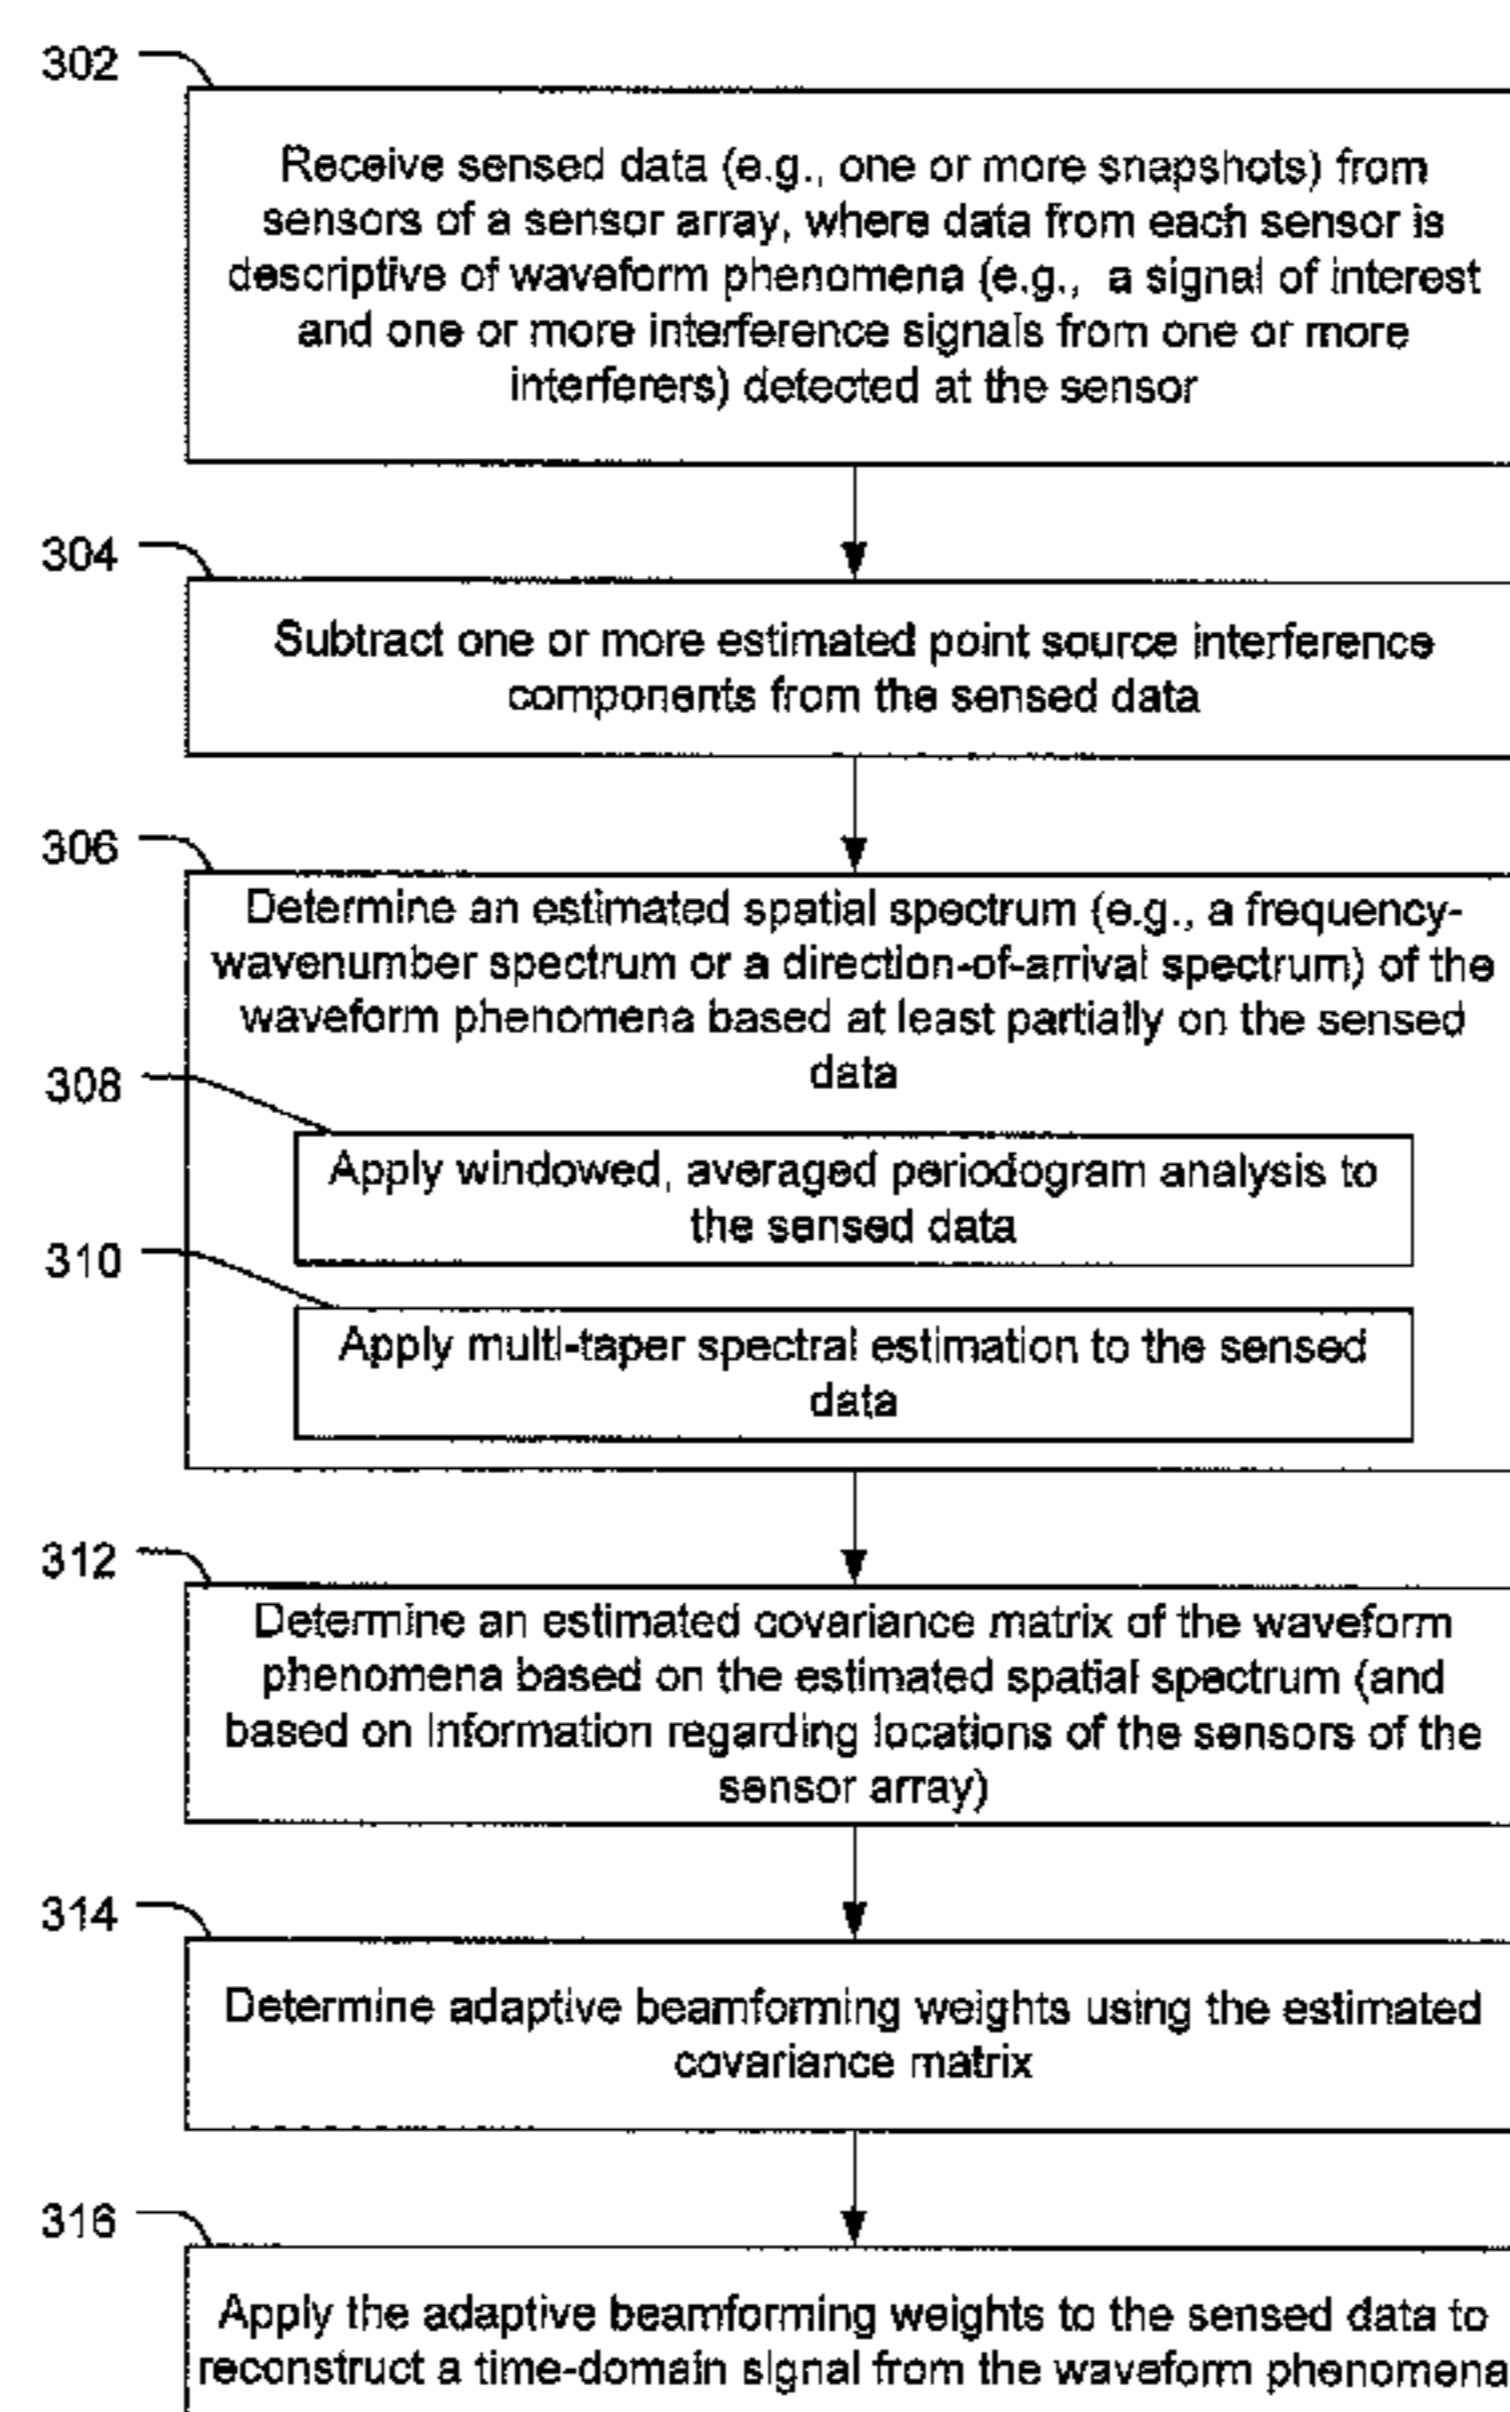 302
Receive sensed data (e.g., one or more snapshots) from
sensors of a sensor array, where data from each sensor is
descriptive of waveform phenomena (e.g., a signal of interest
and one or more interference signals from one or more
interferers) detected at the sensor
304
Subtract one or more estimated point source interference
components from the sensed data
306
Determine an estimated spatial spectrum (e.g., a frequency-
wavenumber spectrum or a direction-of-arrival spectrum) of the
waveform phenomena based at least partially on the sensed
data
308
Apply windowed, averaged periodogram analysis to
the sensed data
310
Apply multi-taper spectral estimation to the sensed
data
312
Determine an estimated covariance matrix of the waveform
phenomena based on the estimated spatial spectrum (and
based on information regarding locations of the sensors of the
sensor array)
314
Determine adaptive beamforming weights using the estimated
covariance matrix
316
Apply the adaptive beamforming weights to the sensed data to
reconstruct a time-domain signal from the waveform phenomena